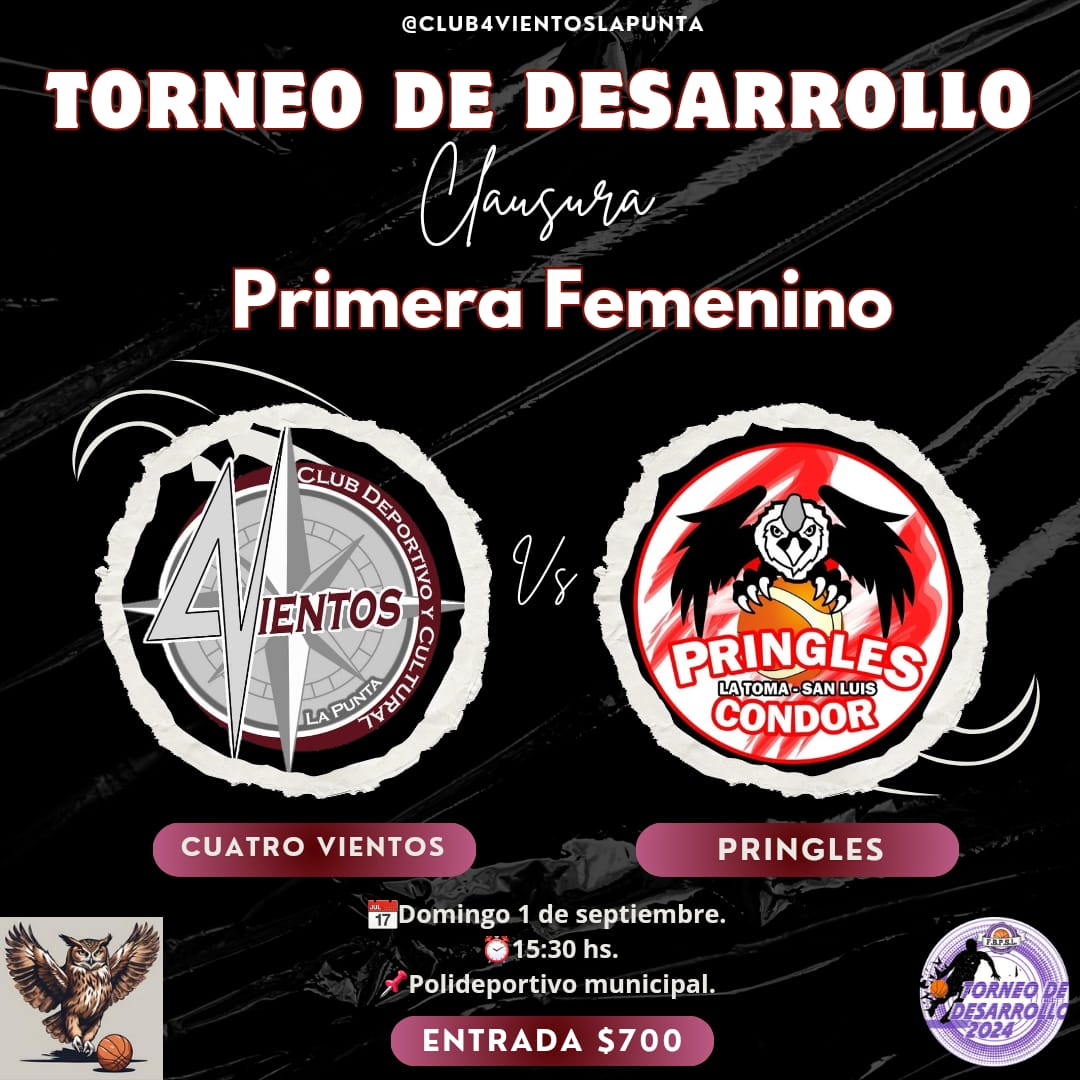 @CLUB4VIENTOSLAPUNTA
TORNEO DE DESARROLLO
Clausura
Primera Femenino
CLUB DEPORTIVO Y CULTURAL
4VIENTOS
LA PUNTA
Vs
PRINGLES
LA TOMA - SAN LUIS
CONDOR
CUATRO VIENTOS
PRINGLES
JUL
17
Domingo 1 de septiembre.
15:30 hs.
Polideportivo municipal.
ENTRADA $700
F.B.P.S.L.
TORNEO DE
DESARROLLO
2024